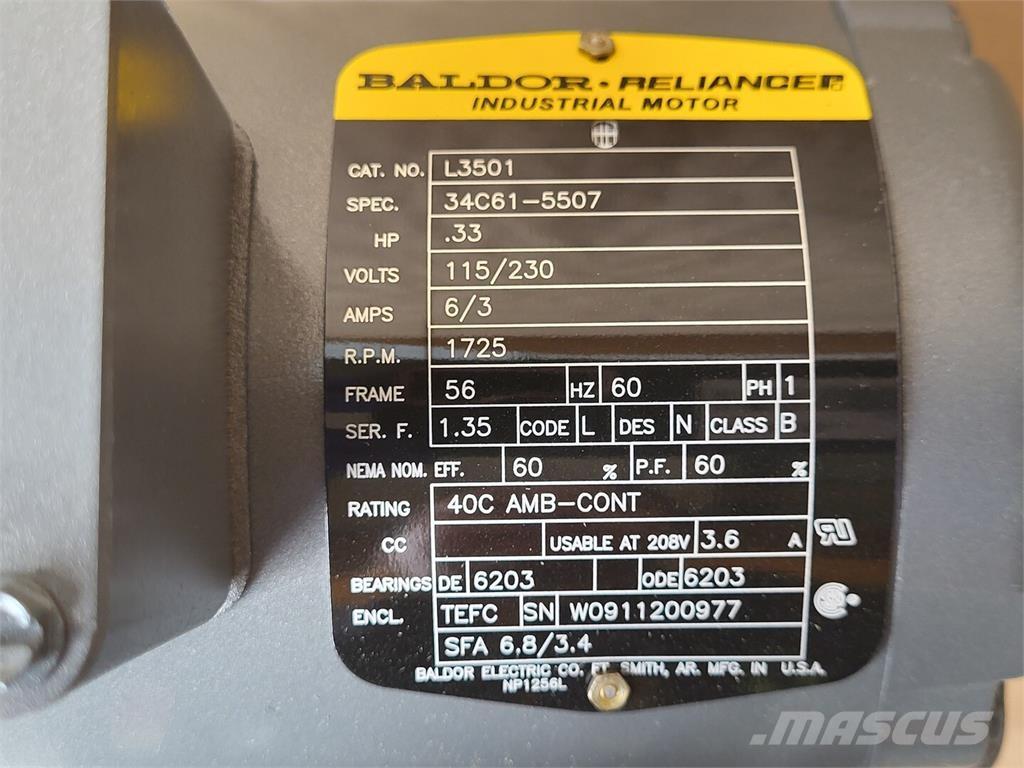 BALDOR · RELIANCER
INDUSTRIAL MOTOR
CAT. NO. L3501
SPEC. 34C61-5507
HP .33
VOLTS 115/230
AMPS 6/3
R.P.M. 1725
FRAME 56 HZ 60 PH 1
SER. F. 1.35 CODE L DES N CLASS B
NEMA NOM. EFF. 60 % P.F. 60 %
RATING 40C AMB-CONT
CC USABLE AT 208V 3.6 A
BEARINGS DE 6203 ODE 6203
ENCL. TEFC SN W0911200977
SFA 6.8/3.4
BALDOR ELECTRIC CO. FT. SMITH, AR. MFG. IN U.S.A.
NP1256L
MASCUS